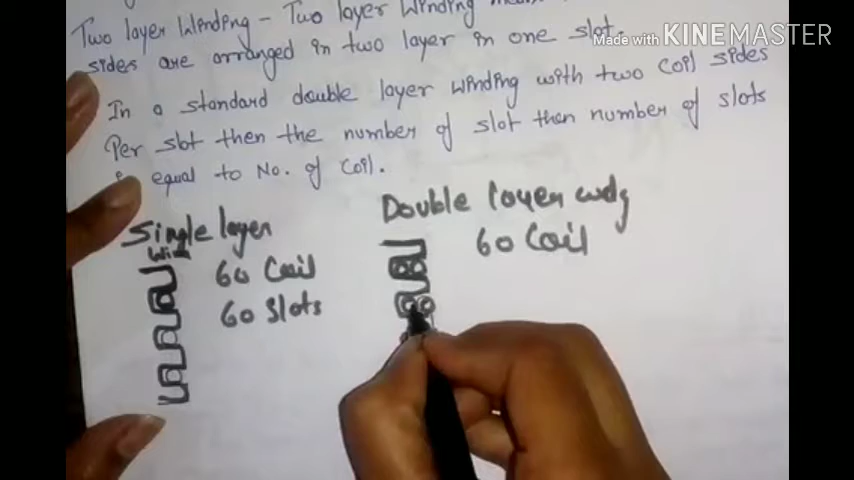 Two layer Winding - Two layer Winding
sides are arranged in two layer in one slot.
Made with KINEMASTER
In a standard double layer winding with two coil sides
Per slot then the number of slot then number of slots
equal to No. of coil.
Single layer
Double layer wdg
60 Coil
60 Slots
60 Coil